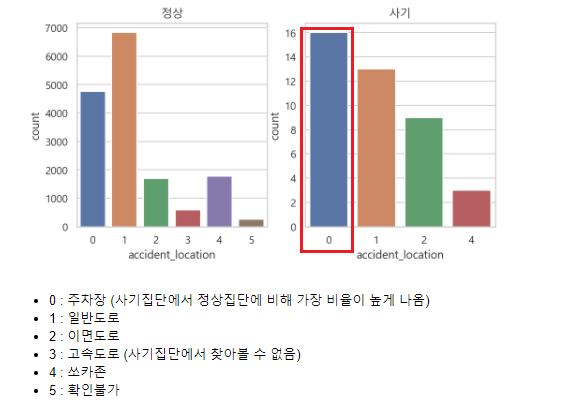 정상
사기
7000
6000
5000
4000
3000
2000
1000
0
count
0 1 2 3 4 5
accident_location
16
14
12
10
8
6
4
2
0
count
0 1 2 4
accident_location
• 0 : 주차장 (사기집단에서 정상집단에 비해 가장 비율이 높게 나옴)
• 1 : 일반도로
• 2 : 이면도로
• 3 : 고속도로 (사기집단에서 찾아볼 수 없음)
• 4 : 쏘카존
• 5 : 확인불가